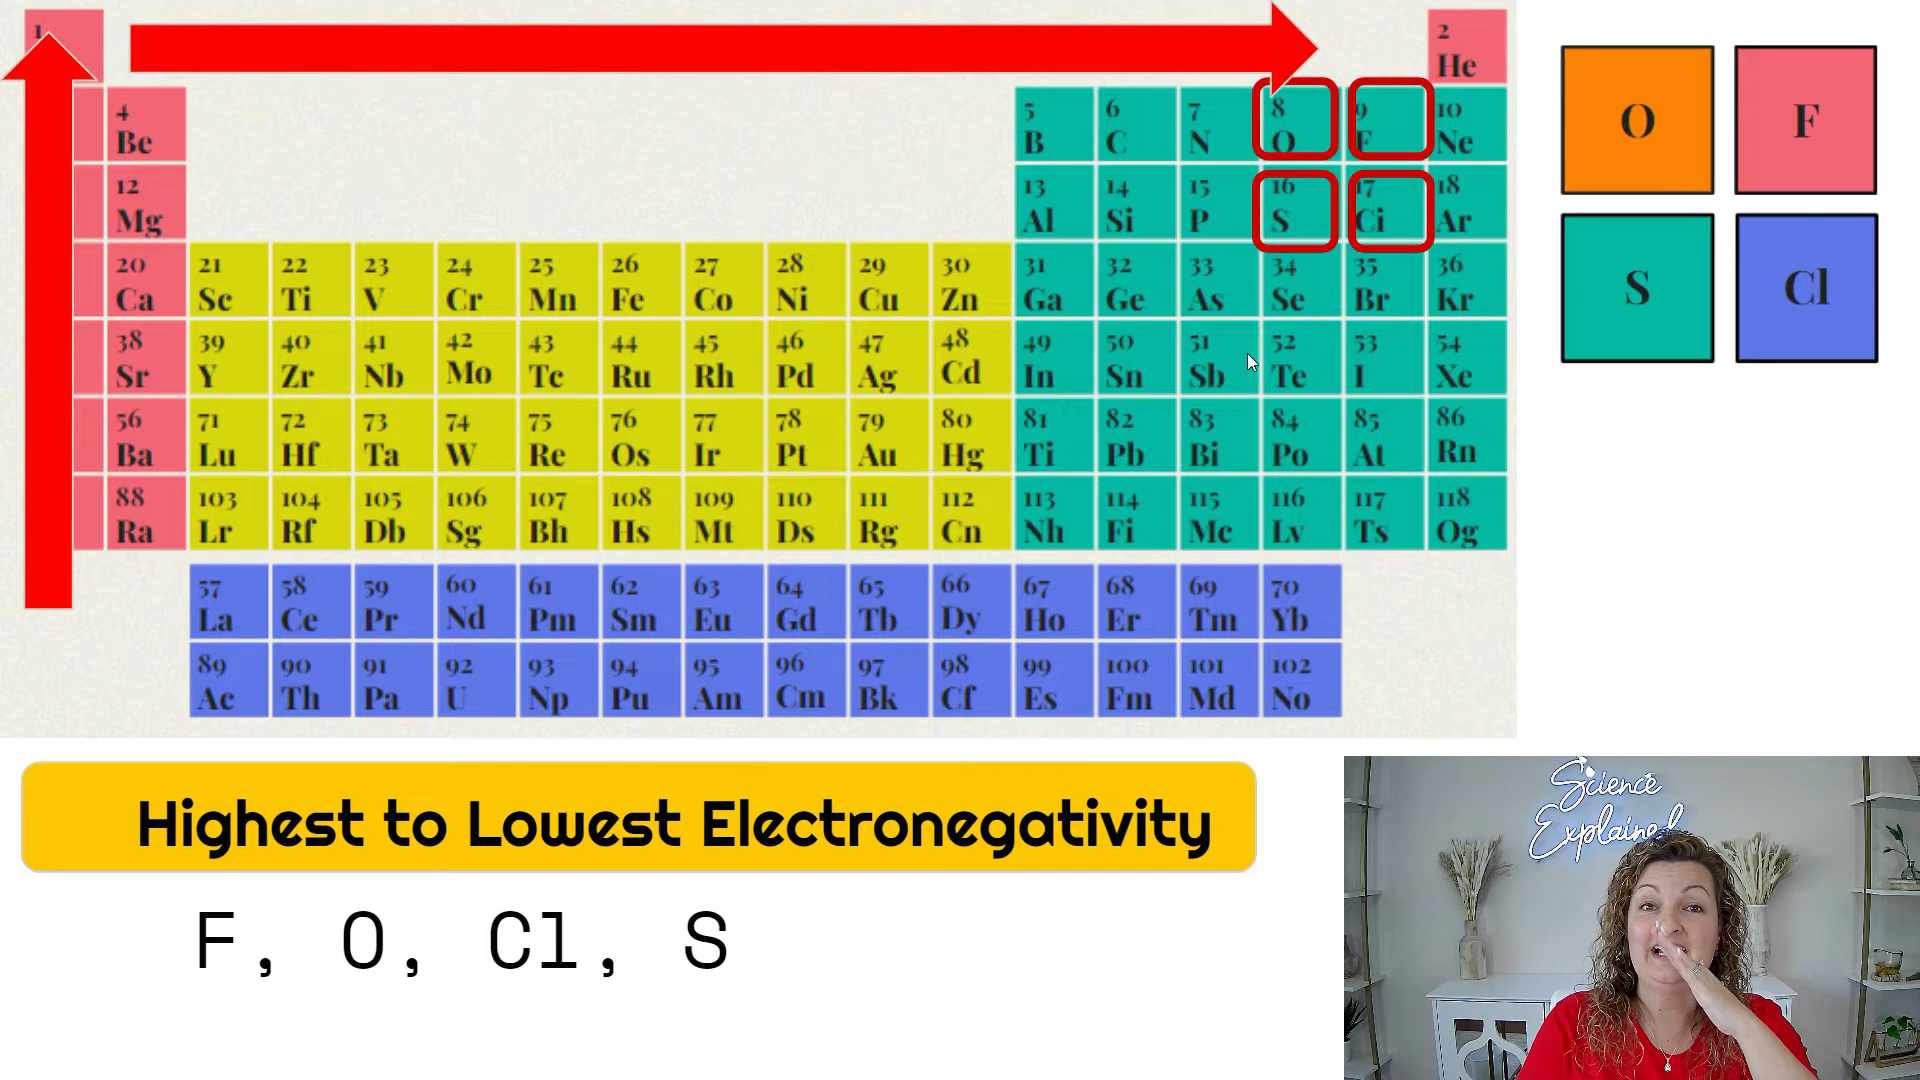 1
2
He
4
Be
5
B
6
C
7
N
8
O
9
F
10
Ne
12
Mg
13
Al
14
Si
15
P
16
S
17
Ci
18
Ar
20
Ca
21
Sc
22
Ti
23
V
24
Cr
25
Mn
26
Fe
27
Co
28
Ni
29
Cu
30
Zn
31
Ga
32
Ge
33
As
34
Se
35
Br
36
Kr
38
Sr
39
Y
40
Zr
41
Nb
42
Mo
43
Tc
44
Ru
45
Rh
46
Pd
47
Ag
48
Cd
49
In
50
Sn
51
Sb
52
Te
53
I
54
Xe
56
Ba
71
Lu
72
Hf
73
Ta
74
W
75
Re
76
Os
77
Ir
78
Pt
79
Au
80
Hg
81
Ti
82
Pb
83
Bi
84
Po
85
At
86
Rn
88
Ra
103
Lr
104
Rf
105
Db
106
Sg
107
Bh
108
Hs
109
Mt
110
Ds
111
Rg
112
Cn
113
Nh
114
Fi
115
Mc
116
Lv
117
Ts
118
Og
57
La
58
Ce
59
Pr
60
Nd
61
Pm
62
Sm
63
Eu
64
Gd
65
Tb
66
Dy
67
Ho
68
Er
69
Tm
70
Yb
89
Ac
90
Th
91
Pa
92
U
93
Np
94
Pu
95
Am
96
Cm
97
Bk
98
Cf
99
Es
100
Fm
101
Md
102
No
O
F
S
Cl
Highest to Lowest Electronegativity
F, O, Cl, S
Science
Explained